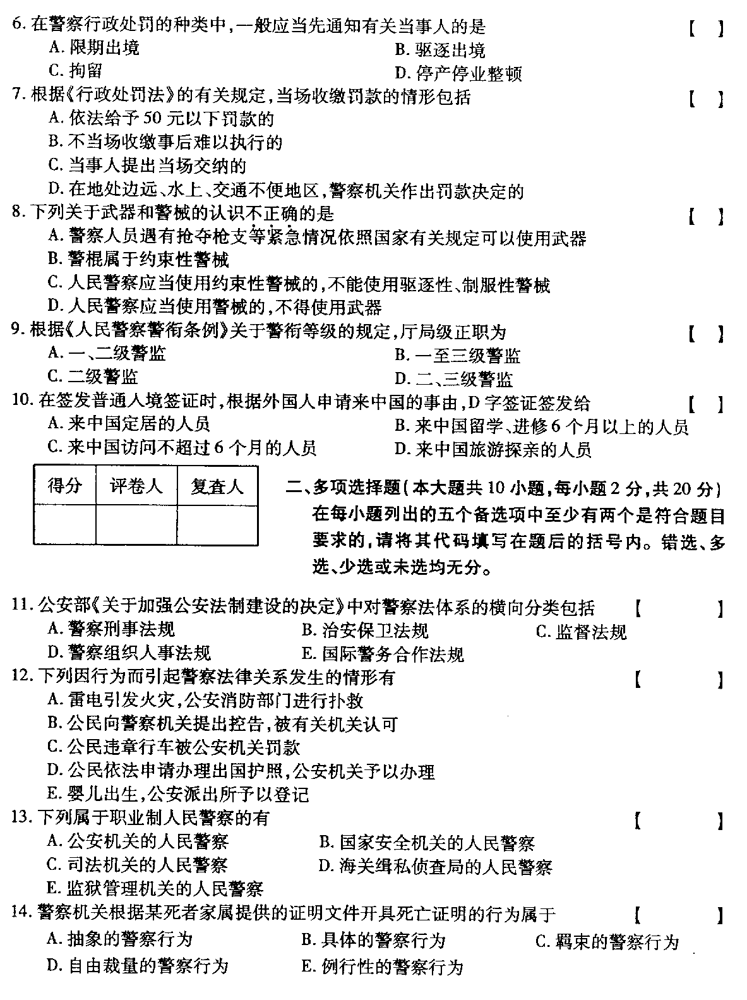 6. 在警察行政处罚的种类中,一般应当先通知有关当事人的是 【 】
A. 限期出境 B. 驱逐出境
C. 拘留 D. 停产停业整顿
7. 根据《行政处罚法》的有关规定,当场收缴罚款的情形包括 【 】
A. 依法给予50元以下罚款的
B. 不当场收缴事后难以执行的
C. 当事人提出当场交纳的
D. 在地处边远、水上、交通不便地区,警察机关作出罚款决定的
8. 下列关于武器和警械的认识不正确的是 【 】
A. 警察人员遇有抢夺枪支等紧急情况依照国家有关规定可以使用武器
B. 警棍属于约束性警械
C. 人民警察应当使用约束性警械的,不能使用驱逐性、制服性警械
D. 人民警察应当使用警械的,不得使用武器
9. 根据《人民警察警衔条例》关于警衔等级的规定,厅局级正职为 【 】
A. 一、二级警监 B. 一至三级警监
C. 二级警监 D. 二、三级警监
10. 在签发普通入境签证时,根据外国人申请来中国的事由,D字签证签发给 【 】
A. 来中国定居的人员 B. 来中国留学、进修6个月以上的人员
C. 来中国访问不超过6个月的人员 D. 来中国旅游探亲的人员
得分 评卷人 复查人
二、多项选择题(本大题共10小题,每小题2分,共20分)
在每小题列出的五个备选项中至少有两个是符合题目
要求的,请将其代码填写在题后的括号内。错选、多
选、少选或未选均无分。
11. 公安部《关于加强公安法制建设的决定》中对警察法体系的横向分类包括 【 】
A. 警察刑事法规 B. 治安保卫法规 C. 监督法规
D. 警察组织人事法规 E. 国际警务合作法规
12. 下列因行为而引起警察法律关系发生的情形有 【 】
A. 雷电引发火灾,公安消防部门进行扑救
B. 公民向警察机关提出控告,被有关机关认可
C. 公民违章行车被公安机关罚款
D. 公民依法申请办理出国护照,公安机关予以办理
E. 婴儿出生,公安派出所予以登记
13. 下列属于职业制人民警察的有 【 】
A. 公安机关的人民警察 B. 国家安全机关的人民警察
C. 司法机关的人民警察 D. 海关缉私侦查局的人民警察
E. 监狱管理机关的人民警察
14. 警察机关根据某死者家属提供的证明文件开具死亡证明的行为属于 【 】
A. 抽象的警察行为 B. 具体的警察行为 C. 羁束的警察行为
D. 自由裁量的警察行为 E. 例行性的警察行为